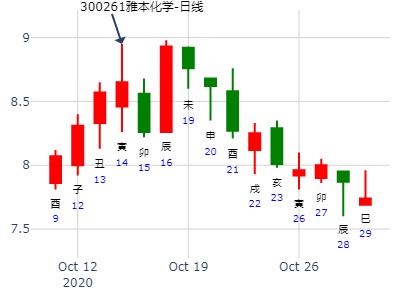 300261雅本化学-日线
9
8.5
8
7.5
酉
9
子
12
丑
13
寅
14
卯
15
辰
16
未
19
申
20
酉
21
戌
22
亥
23
寅
26
卯
27
辰
28
巳
29
Oct 12
2020
Oct 19
Oct 26